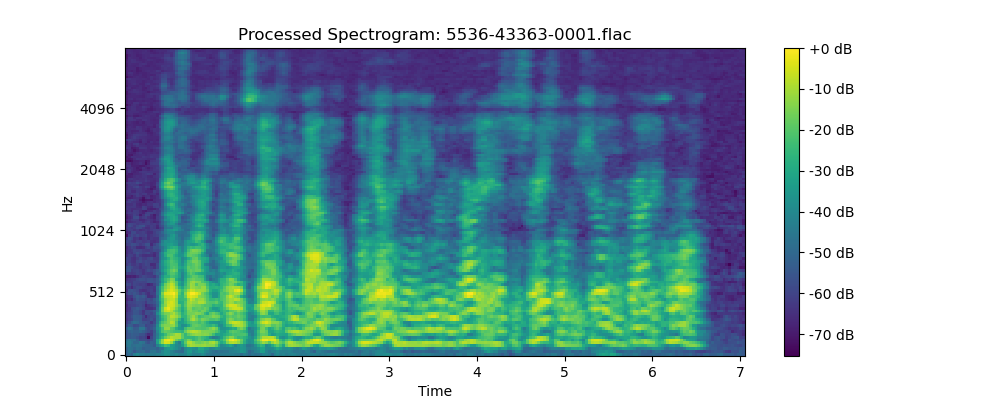 Processed Spectrogram: 5536-43363-0001.flac
Hz
4096
2048
1024
512
0
0 1 2 3 4 5 6 7
Time
+0 dB
-10 dB
-20 dB
-30 dB
-40 dB
-50 dB
-60 dB
-70 dB